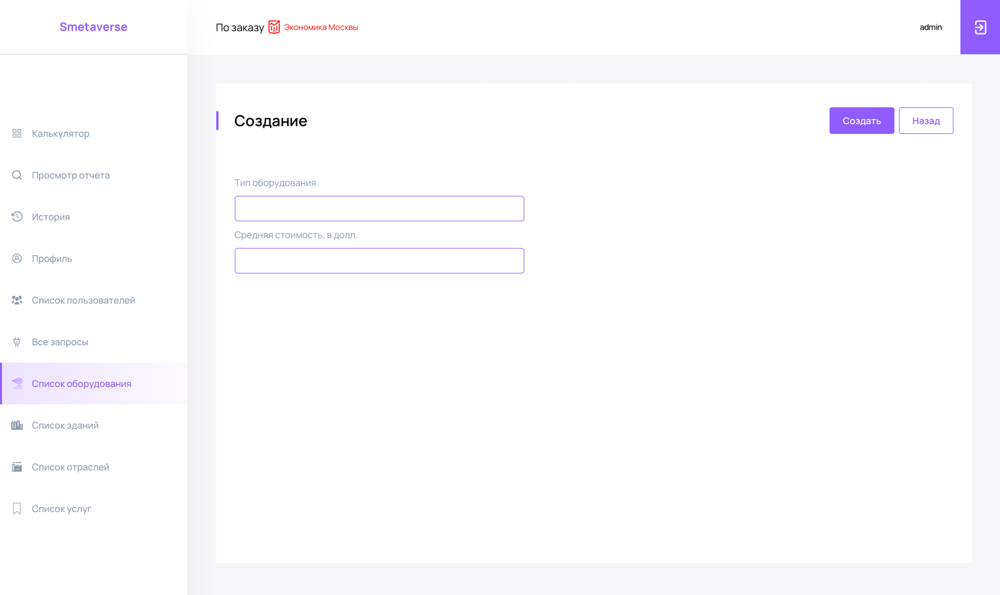 Smetaverse
По заказу Экономика Москвы
admin
Калькулятор
Просмотр отчета
История
Профиль
Список пользователей
Все запросы
Список оборудования
Список зданий
Список отраслей
Список услуг
Создание
Создать
Назад
Тип оборудования
Средняя стоимость, в долл.